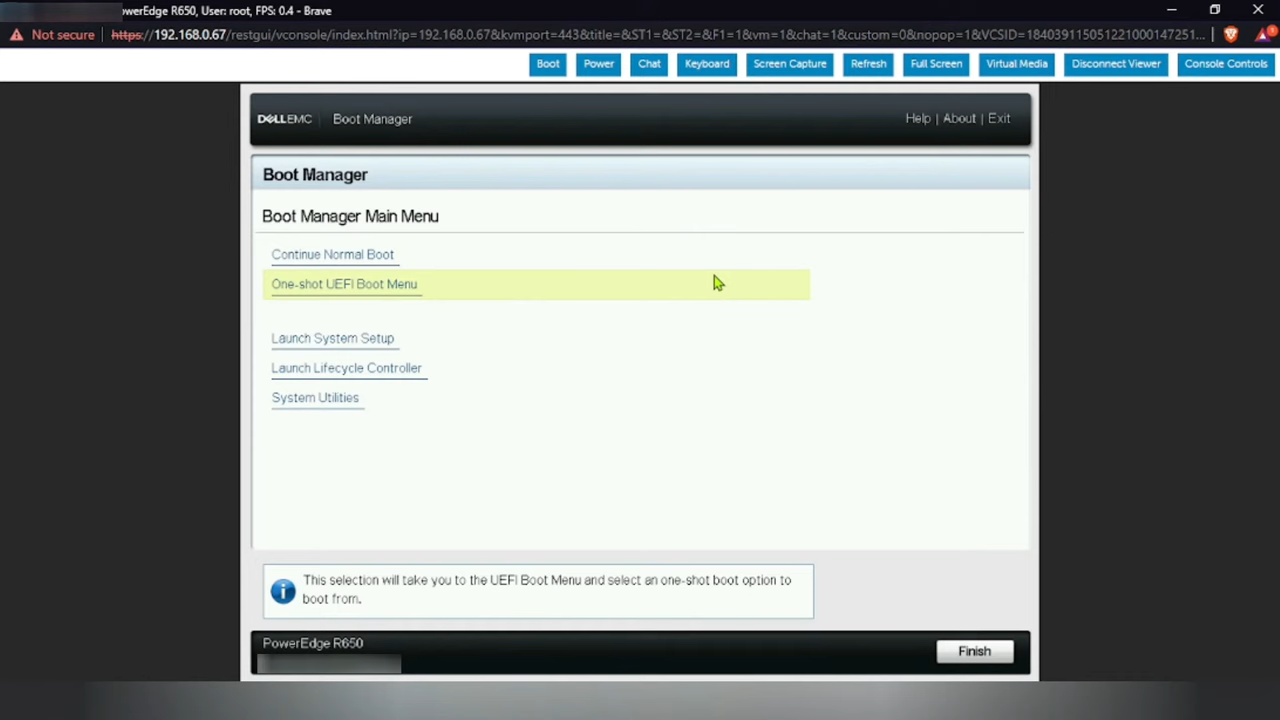 owerEdge R650, User: root, FPS: 0.4 - Brave
Not secure https://192.168.0.67/restgui/vconsole/index.html?ip=192.168.0.67&kvmport=443&title=&ST1=&ST2=&F1=1&vm=1&chat=1&custom=0&nopop=1&VCSID=18403911505122100014725 1...
Boot Power Chat Keyboard Screen Capture Refresh Full Screen Virtual Media Disconnect Viewer Console Controls
DELLEMC | Boot Manager
Help | About | Exit
Boot Manager
Boot Manager Main Menu
Continue Normal Boot
One-shot UEFI Boot Menu
Launch System Setup
Launch Lifecycle Controller
System Utilities
This selection will take you to the UEFI Boot Menu and select an one-shot boot option to
boot from.
PowerEdge R650
Finish